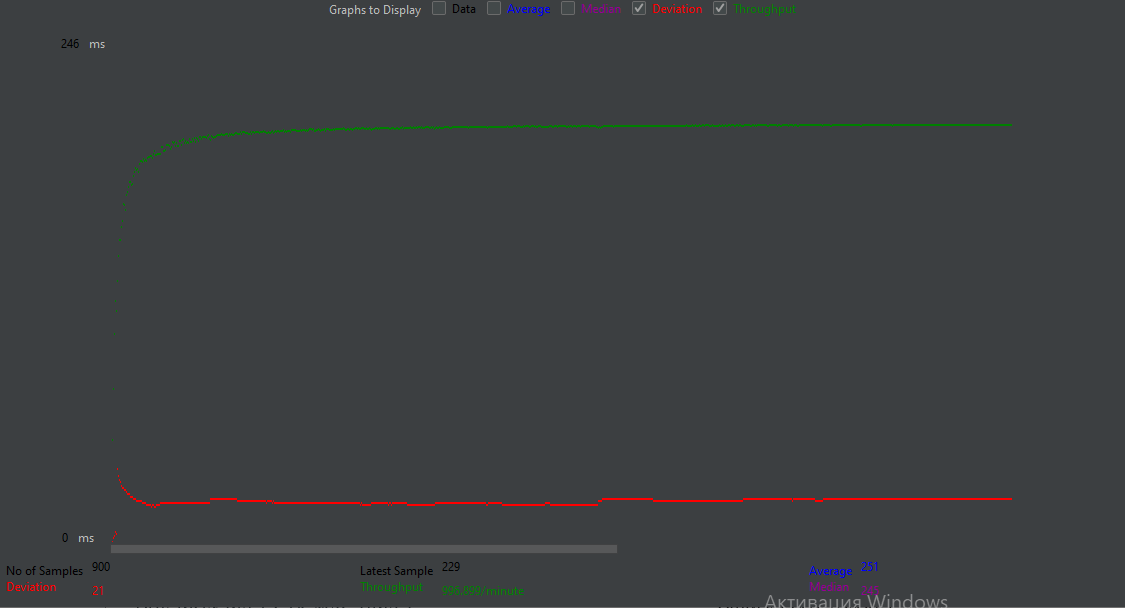 Graphs to Display Data Average Median Deviation Throughput
246 ms
0 ms
No of Samples 900 Latest Sample 229 Average 251
Deviation 21 Throughput 996,899/minute Median
Активация Windows